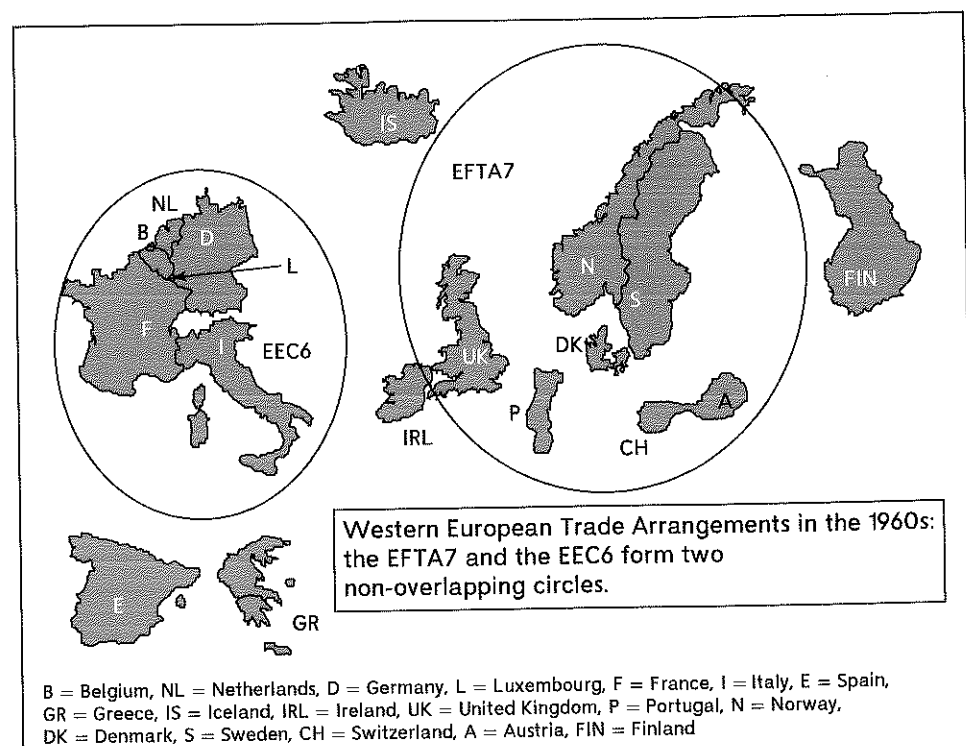 IS
EFTA7
NL
B
D
L
FIN
N
F
S
I
EEC6
DK
UK
A
P
IRL
CH
Western European Trade Arrangements in the 1960s:
the EFTA7 and the EEC6 form two
non-overlapping circles.
E
GR
B = Belgium, NL = Netherlands, D = Germany, L = Luxembourg, F = France, I = Italy, E = Spain,
GR = Greece, IS = Iceland, IRL = Ireland, UK = United Kingdom, P = Portugal, N = Norway,
DK = Denmark, S = Sweden, CH = Switzerland, A = Austria, FIN = Finland